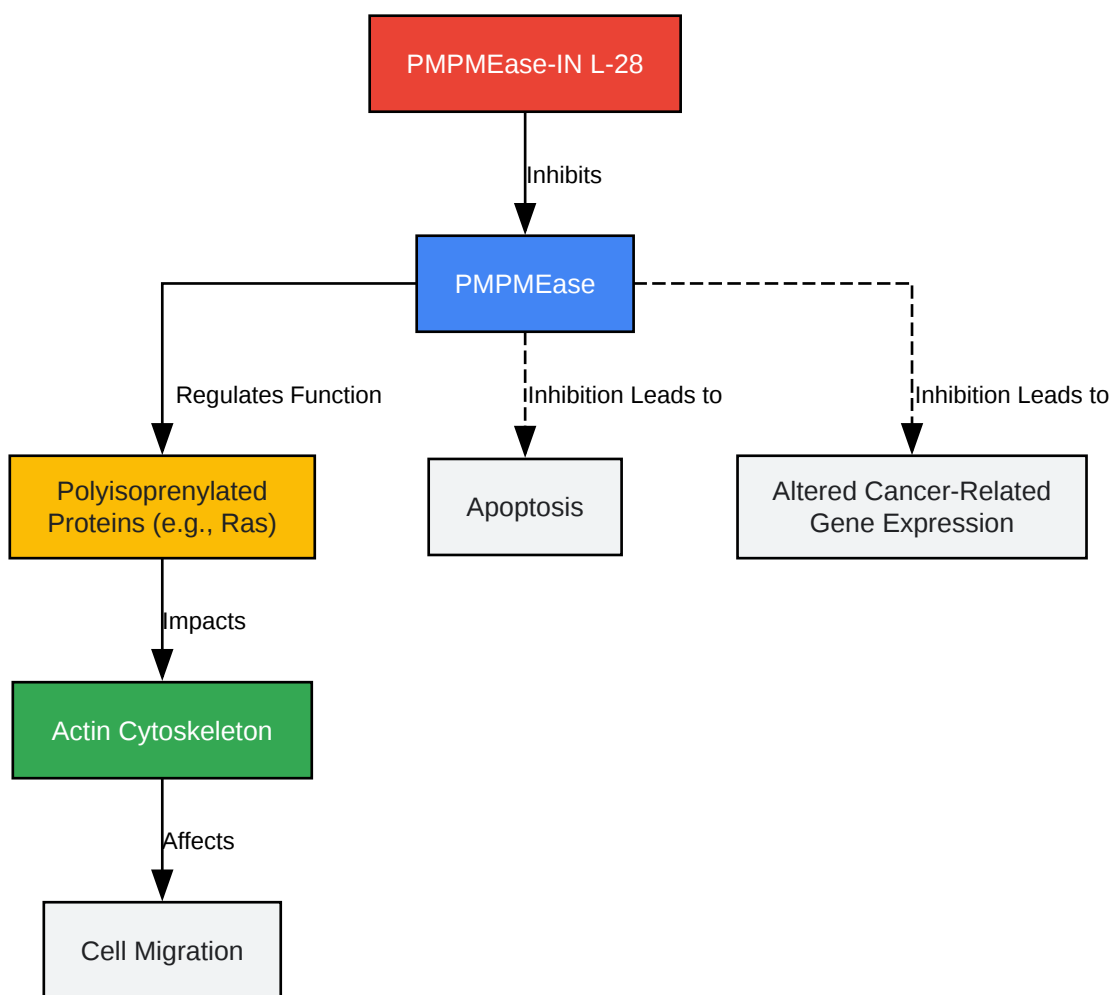 PMPMEase-IN L-28
Inhibits
PMPMEase
Regulates Function
Inhibition Leads to
Inhibition Leads to
Polyisoprenylated
Proteins (e.g., Ras)
Apoptosis
Altered Cancer-Related
Gene Expression
Impacts
Actin Cytoskeleton
Affects
Cell Migration